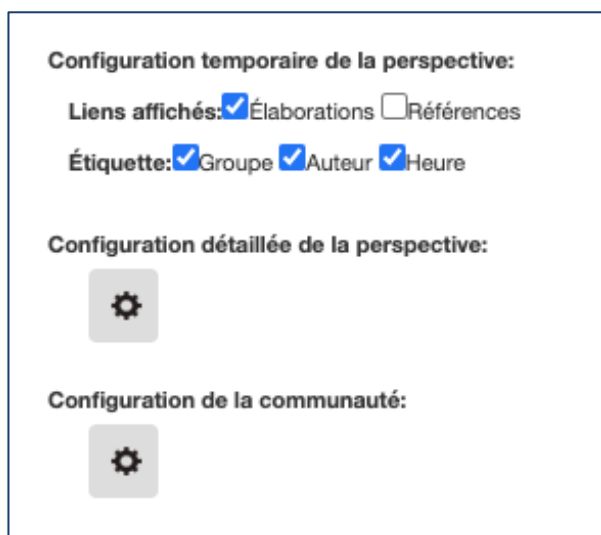 Configuration temporaire de la perspective:
Liens affichés: Élaborations Références
Étiquette: Groupe Auteur Heure
Configuration détaillée de la perspective:
Configuration de la communauté: